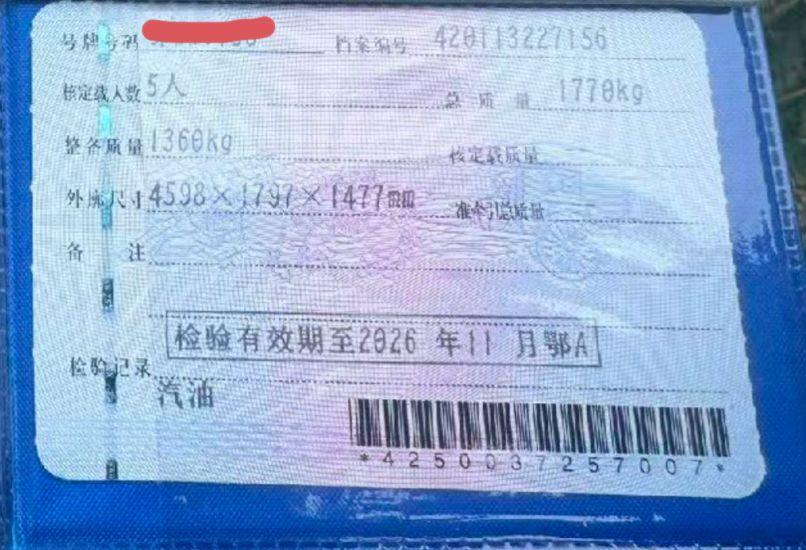 号牌号码 档案编号 420113227156
核定载人数 5人 总质量 1770kg
整备质量 1360kg 核定载质量
外廓尺寸 4598×1797×1477mm 准牵引总质量
备 注
检验有效期至2026 年11 月鄂A
检验记录
汽油
*4250037257007*